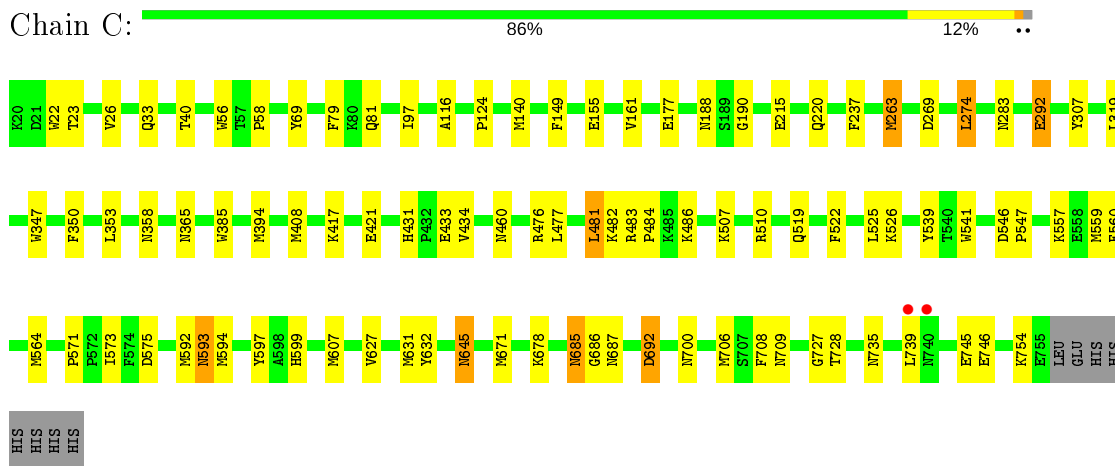 Chain C:
86% 12% ••
K20 D21 W22 T23 V26 Q33 T40 W56 T57 P58 Y69 F79 K80 Q81 I97 A116 P124 M140 F149 E155 V161 E177 N188 S189 G190 E215 Q220 F237 M263 D269 L274 N283 E292 Y307
W347 F350 L353 N358 N365 W385 M394 M408 K417 E421 H431 P432 E433 V434 N460 R476 L477 L481 K482 R483 P484 K485 K486 K507 R510 Q519 F522 L525 K526 Y539 T540 W541 D546 P547 K557 E558 M559
M564 P571 P572 I573 F574 D575 M592 N593 M594 Y597 A598 H599 M607 V627 M631 Y632 N645 M671 K678 N685 G686 N687 D692 N700 M706 S707 F708 N709 G727 T728 N735 L739 N740 E745 E746 K754 E755 LEU GLU HIS HIS
HIS HIS HIS HIS